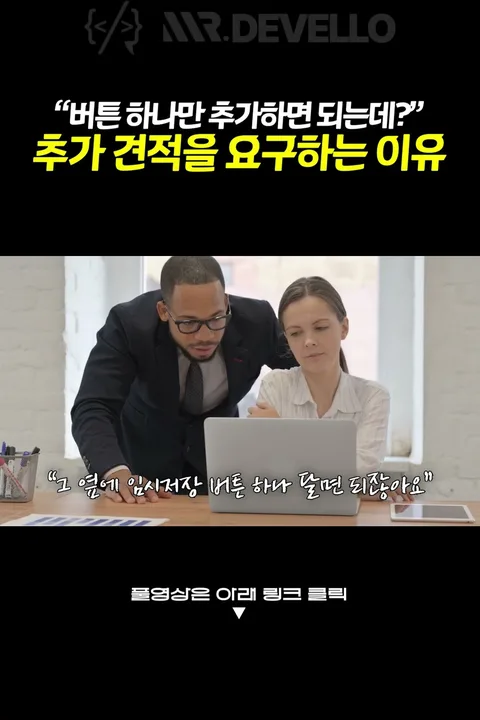 </> MR.DEVELLO
“버튼 하나만 추가하면 되는데?”
추가 견적을 요구하는 이유
“그 옆에 임시저장 버튼 하나 달면 되잖아요”
풀영상은 아래 링크 클릭
▼